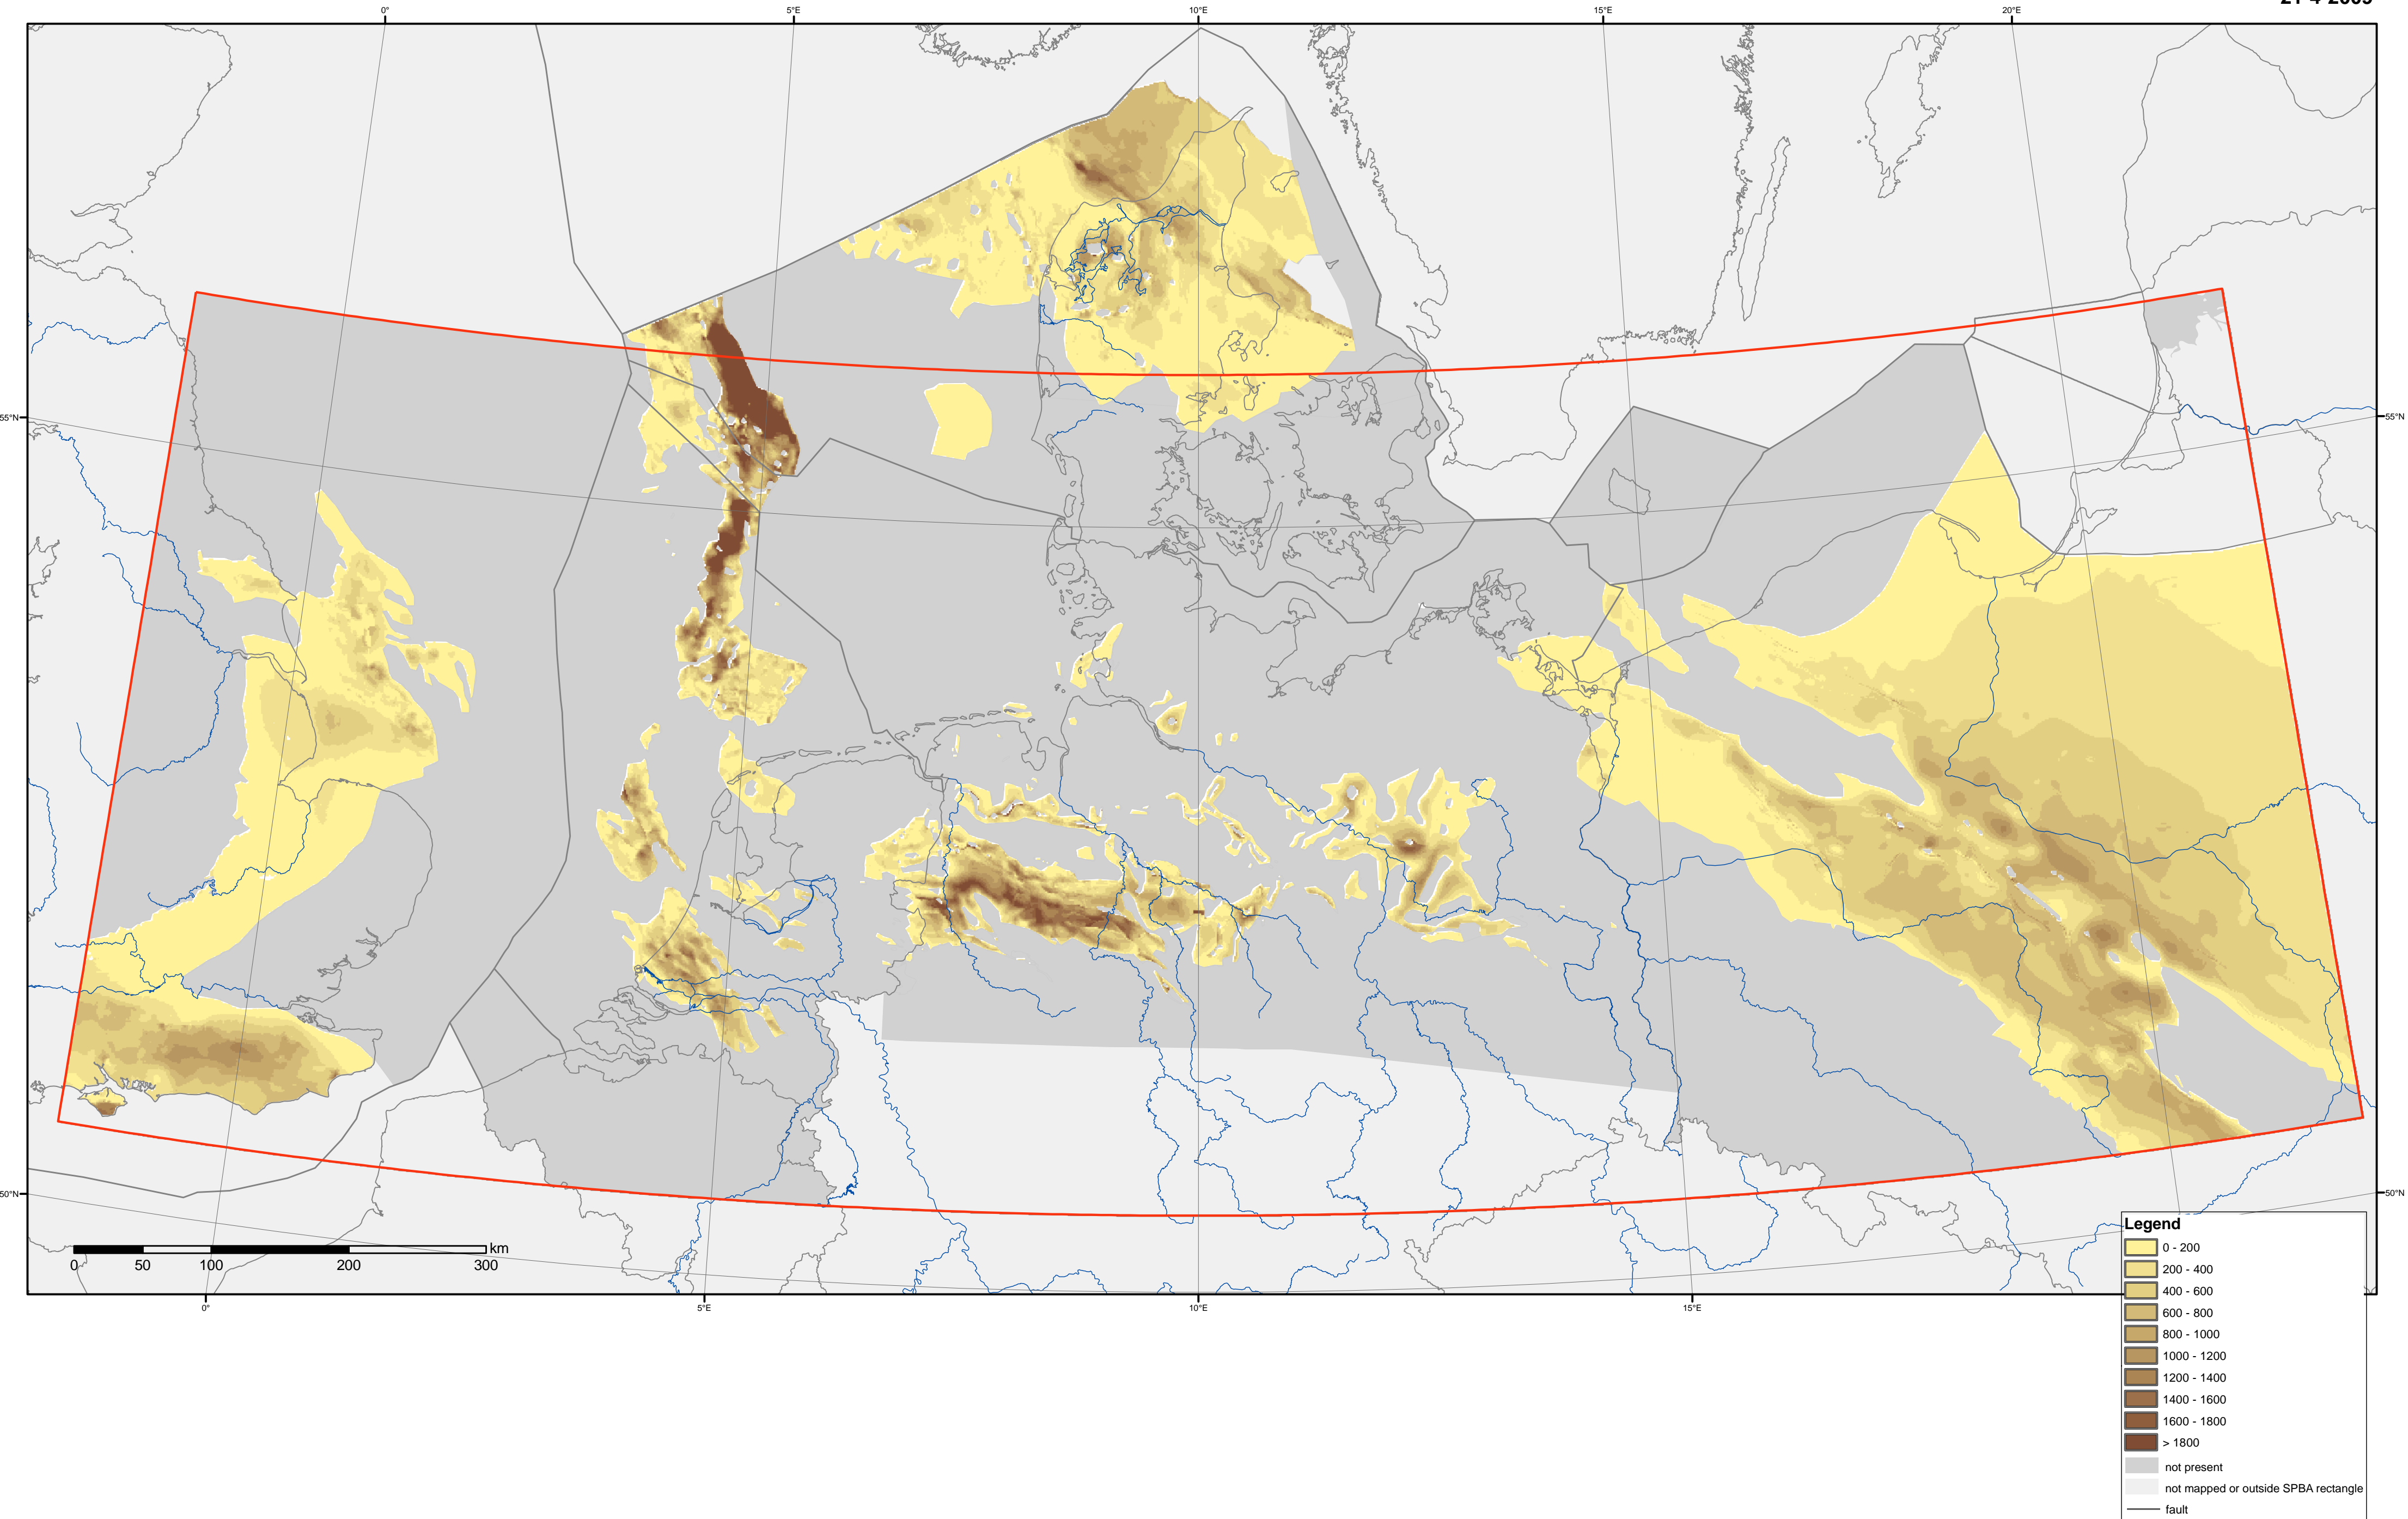 0° 5°E 10°E 15°E 20°E
55°N 55°N
50°N 50°N
km
0 50 100 200 300
0° 5°E 10°E 15°E
Legend
0 - 200
200 - 400
400 - 600
600 - 800
800 - 1000
1000 - 1200
1200 - 1400
1400 - 1600
1600 - 1800
> 1800
not present
not mapped or outside SPBA rectangle
fault